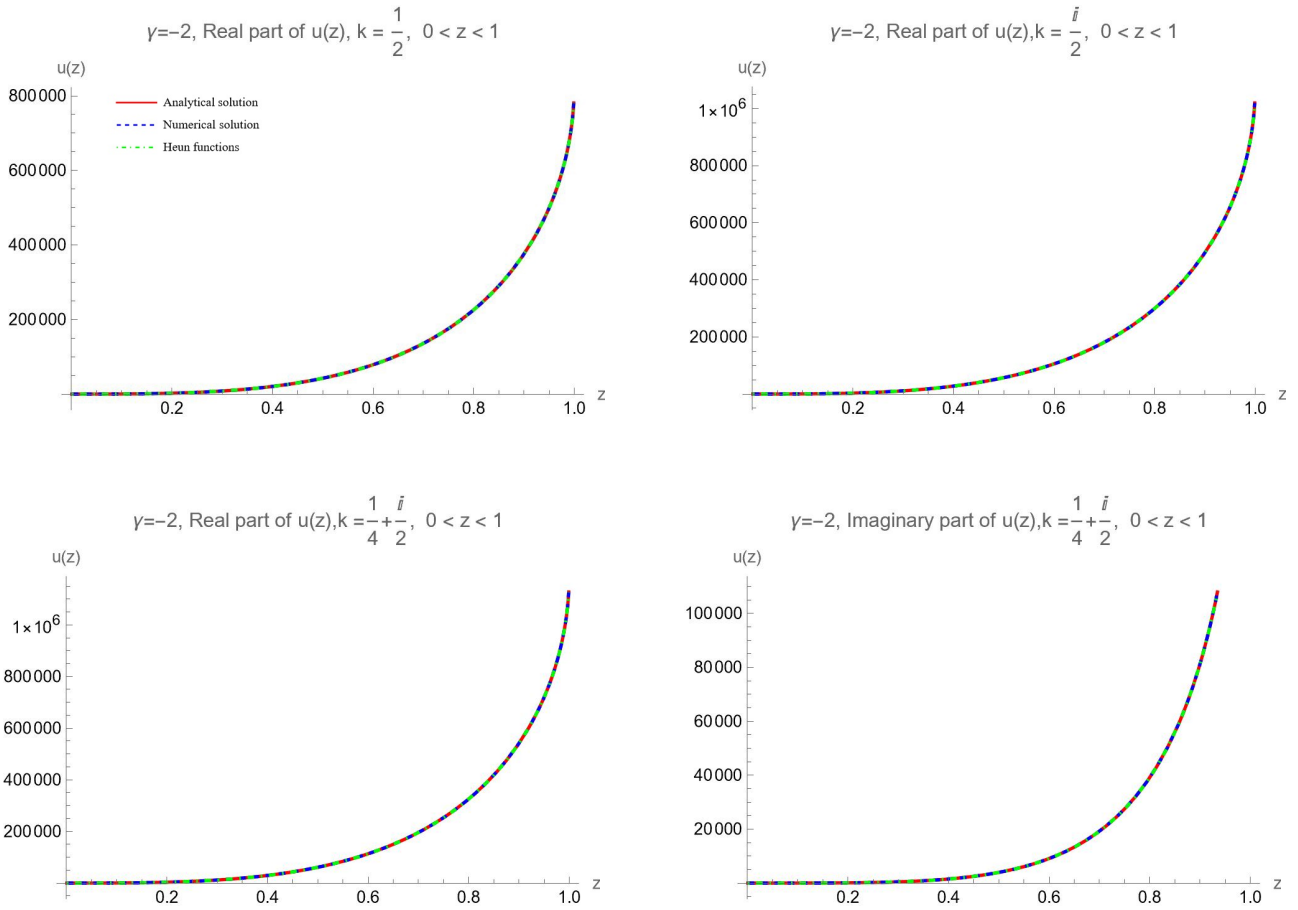 γ=−2, Real part of u(z), k = 1/2, 0 < z < 1
u(z)
800000
600000
400000
200000
0.2 0.4 0.6 0.8 1.0 z
Analytical solution
Numerical solution
Heun functions
γ=−2, Real part of u(z),k = ⅈ/2, 0 < z < 1
u(z)
1×10⁶
800000
600000
400000
200000
0.2 0.4 0.6 0.8 1.0 z
γ=−2, Real part of u(z),k =1/4+ⅈ/2, 0 < z < 1
u(z)
1×10⁶
800000
600000
400000
200000
0.2 0.4 0.6 0.8 1.0 z
γ=−2, Imaginary part of u(z),k =1/4+ⅈ/2, 0 < z < 1
u(z)
100000
80000
60000
40000
20000
0.2 0.4 0.6 0.8 1.0 z